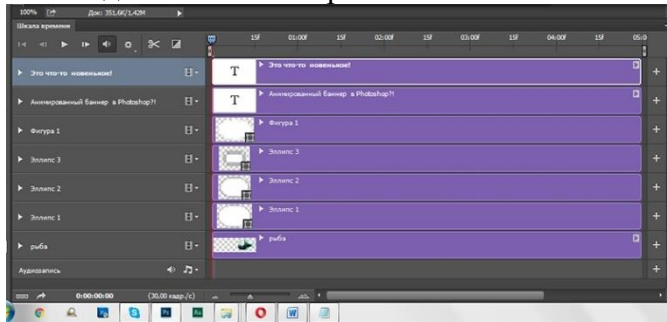 100% Док: 351,6K/1,42M
Шкала времени
15f 01:00f 15f 02:00f 15f 03:00f 15f 04:00f 15f 05:0
Это что-то новенькое! T Это что-то новенькое!
Анимированный баннер в Photoshop?! T Анимированный баннер в Photoshop?!
Фигура 1 Фигура 1
Эллипс 3 Эллипс 3
Эллипс 2 Эллипс 2
Эллипс 1 Эллипс 1
рыба рыба
Аудиозапись
0:00:00:00 (30,00 кадр./с)